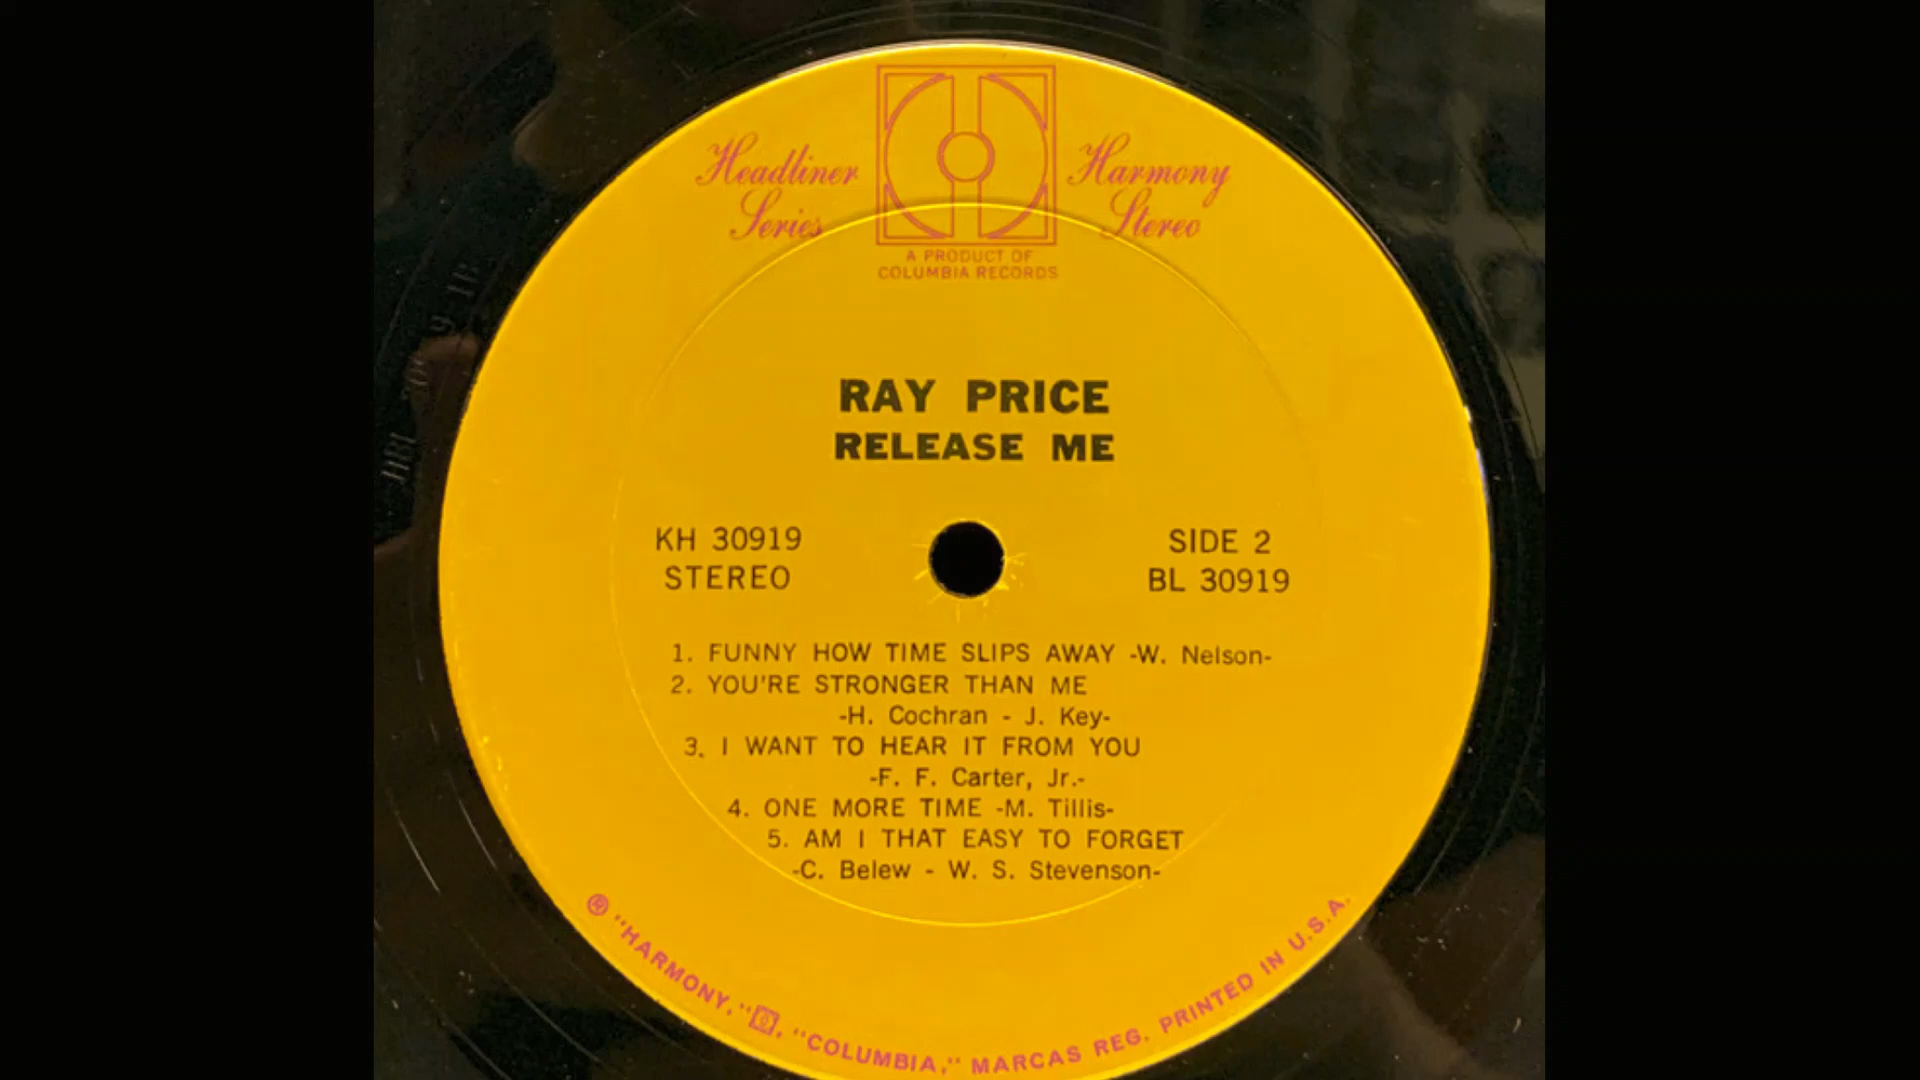 Headliner Series
Harmony Stereo
A PRODUCT OF
COLUMBIA RECORDS
RAY PRICE
RELEASE ME
KH 30919
STEREO
SIDE 2
BL 30919
1. FUNNY HOW TIME SLIPS AWAY -W. Nelson-
2. YOU'RE STRONGER THAN ME
-H. Cochran - J. Key-
3. I WANT TO HEAR IT FROM YOU
-F. F. Carter, Jr.-
4. ONE MORE TIME -M. Tillis-
5. AM I THAT EASY TO FORGET
-C. Belew - W. S. Stevenson-
® "HARMONY," , "COLUMBIA," MARCAS REG. PRINTED IN U.S.A.